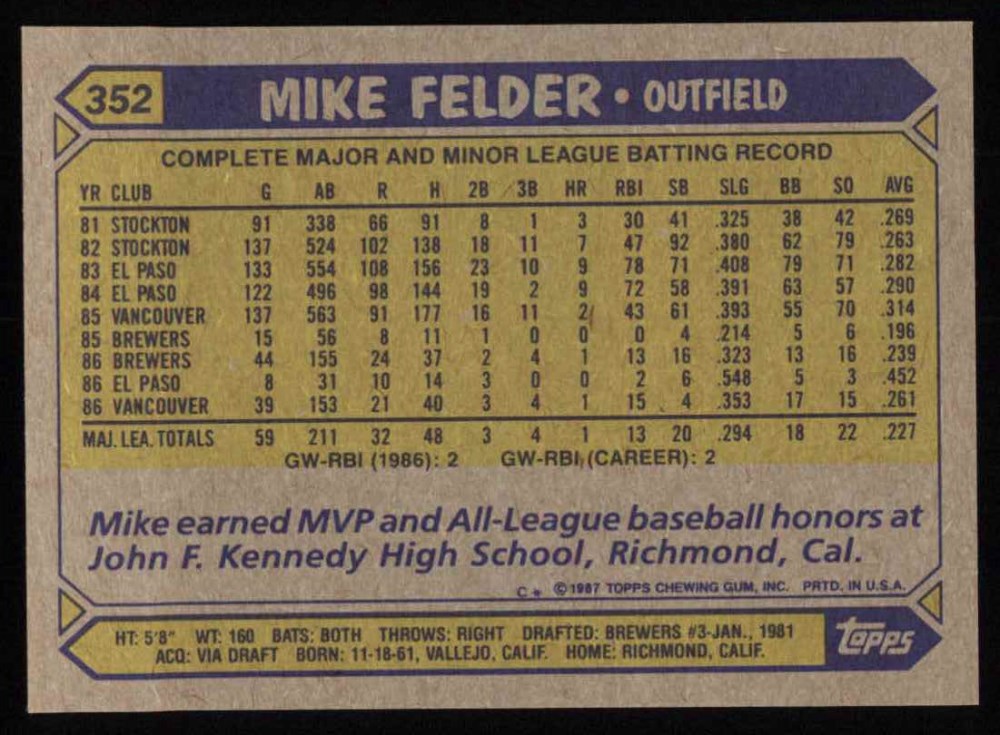 352 MIKE FELDER • OUTFIELD
COMPLETE MAJOR AND MINOR LEAGUE BATTING RECORD
YR CLUB G AB R H 2B 3B HR RBI SB SLG BB SO AVG
81 STOCKTON 91 338 66 91 8 1 3 30 41 .325 38 42 .269
82 STOCKTON 137 524 102 138 18 11 7 47 92 .380 62 79 .263
83 EL PASO 133 554 108 156 23 10 9 78 71 .408 79 71 .282
84 EL PASO 122 496 98 144 19 2 9 72 58 .391 63 57 .290
85 VANCOUVER 137 563 91 177 16 11 2 43 61 .393 55 70 .314
85 BREWERS 15 56 8 11 1 0 0 0 4 .214 5 6 .196
86 BREWERS 44 155 24 37 2 4 1 13 16 .323 13 16 .239
86 EL PASO 8 31 10 14 3 0 0 2 6 .548 5 3 .452
86 VANCOUVER 39 153 21 40 3 4 1 15 4 .353 17 15 .261
MAJ. LEA. TOTALS 59 211 32 48 3 4 1 13 20 .294 18 22 .227
GW-RBI (1986): 2 GW-RBI (CAREER): 2
Mike earned MVP and All-League baseball honors at
John F. Kennedy High School, Richmond, Cal.
C* ©1987 TOPPS CHEWING GUM, INC. PRTD. IN U.S.A.
HT: 5'8" WT: 160 BATS: BOTH THROWS: RIGHT DRAFTED: BREWERS #3-JAN., 1981
ACQ: VIA DRAFT BORN: 11-18-61, VALLEJO, CALIF. HOME: RICHMOND, CALIF.
topps